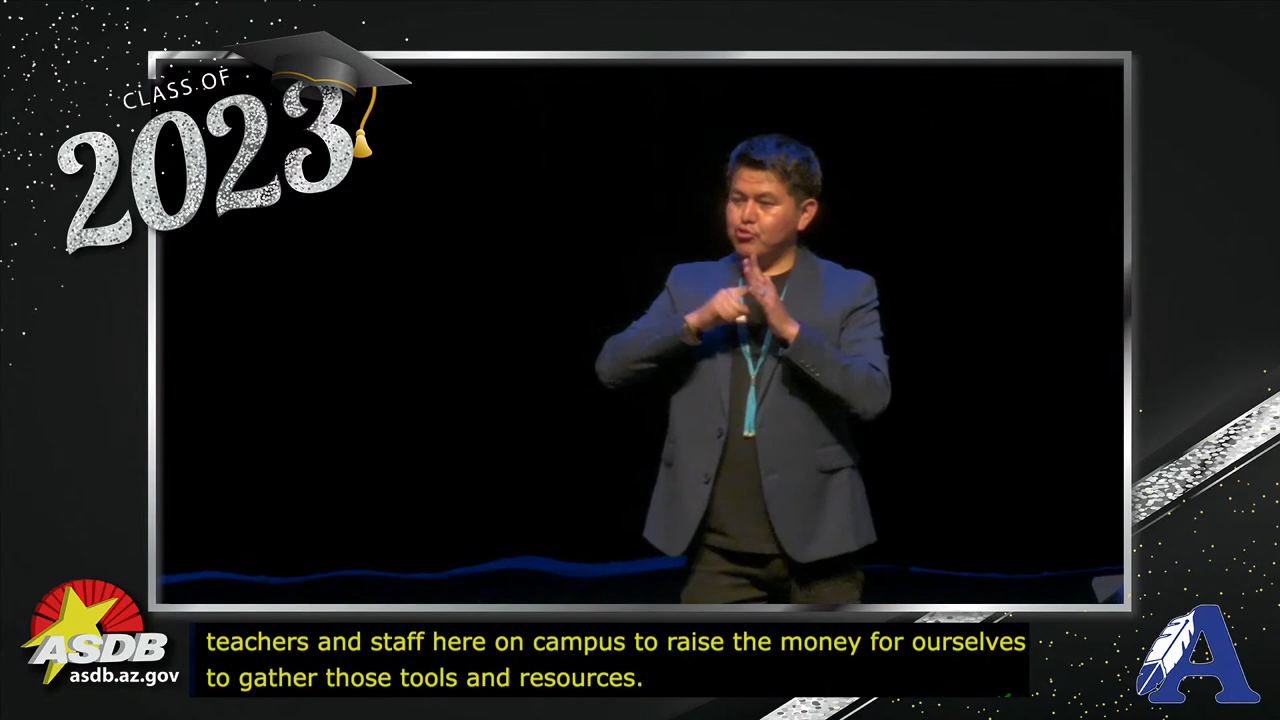 CLASS OF
2023
teachers and staff here on campus to raise the money for ourselves
to gather those tools and resources.
ASDB
asdb.az.gov
A